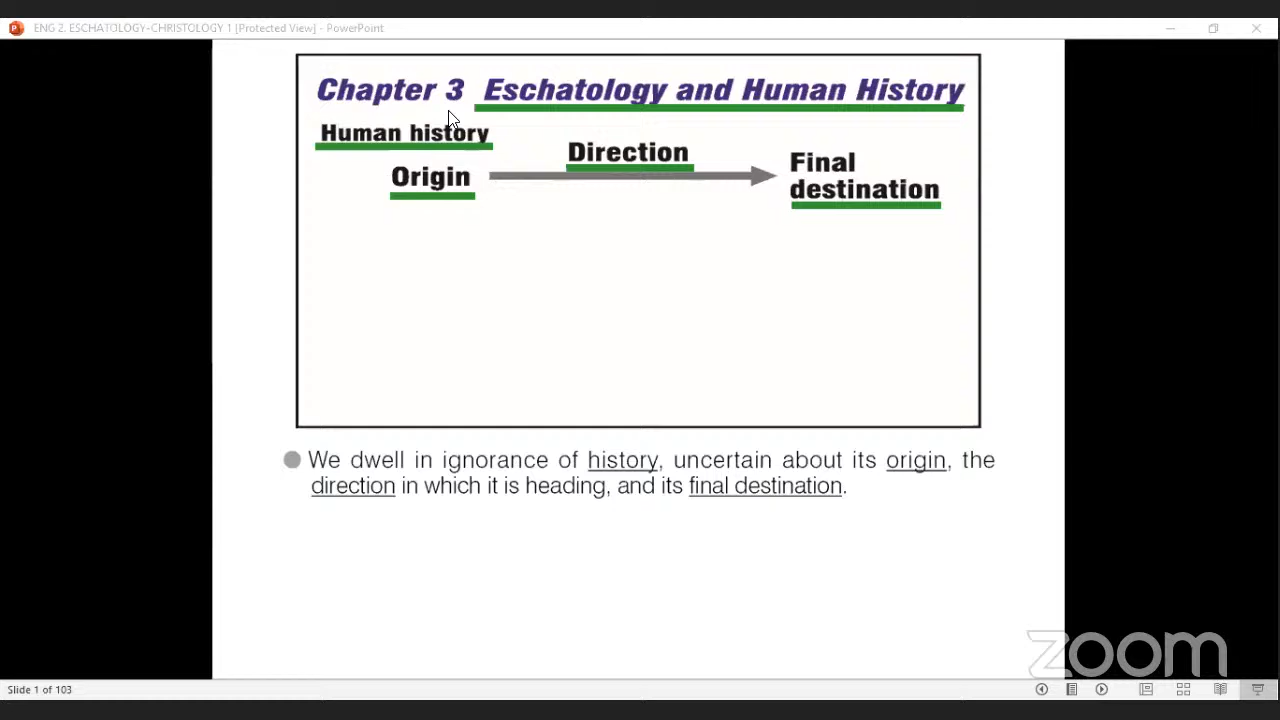 ENG 2. ESCHATOLOGY-CHRISTOLOGY 1 [Protected View] - PowerPoint
Chapter 3 Eschatology and Human History
Human history
Origin
Direction
Final
destination
We dwell in ignorance of history, uncertain about its origin, the
direction in which it is heading, and its final destination.
zoom
Slide 1 of 103